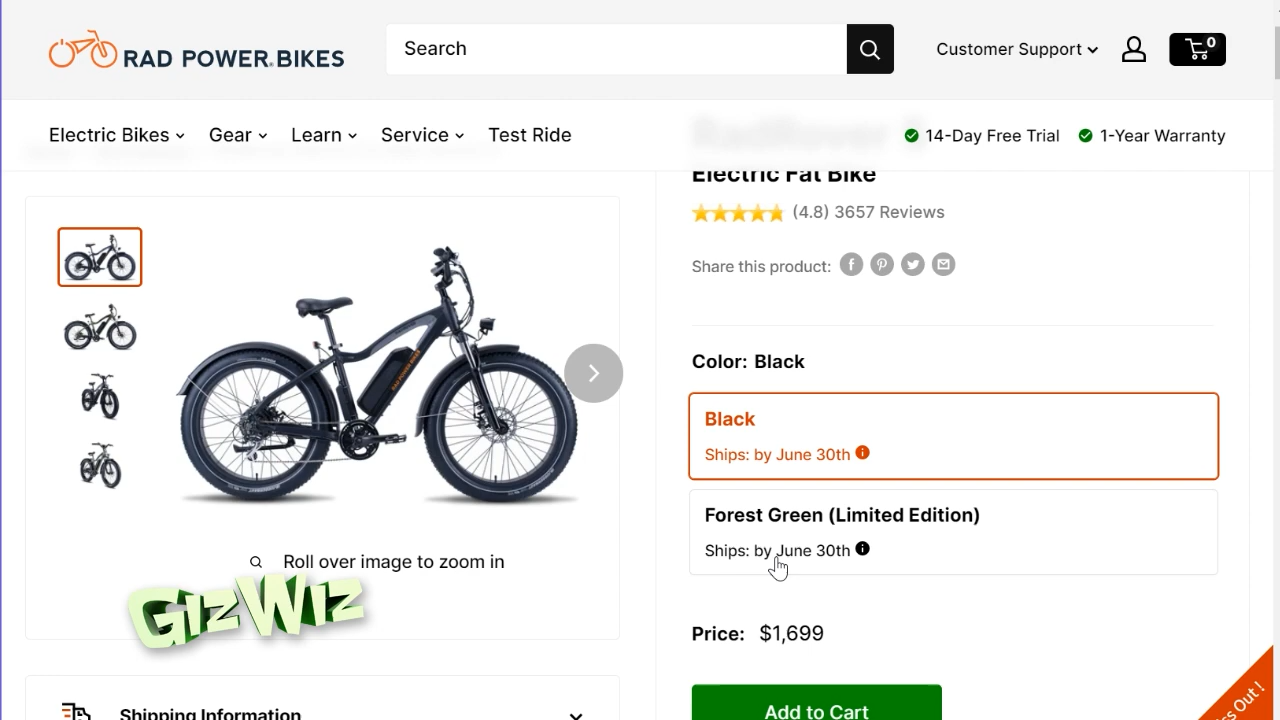 RAD POWER BIKES
Search
Customer Support
0
Electric Bikes
Gear
Learn
Service
Test Ride
14-Day Free Trial
1-Year Warranty
Electric Fat Bike
(4.8) 3657 Reviews
Share this product:
Color: Black
Black
Ships: by June 30th
Forest Green (Limited Edition)
Ships: by June 30th
Roll over image to zoom in
GizWiz
Price: $1,699
Add to Cart
Shipping Information
Out !